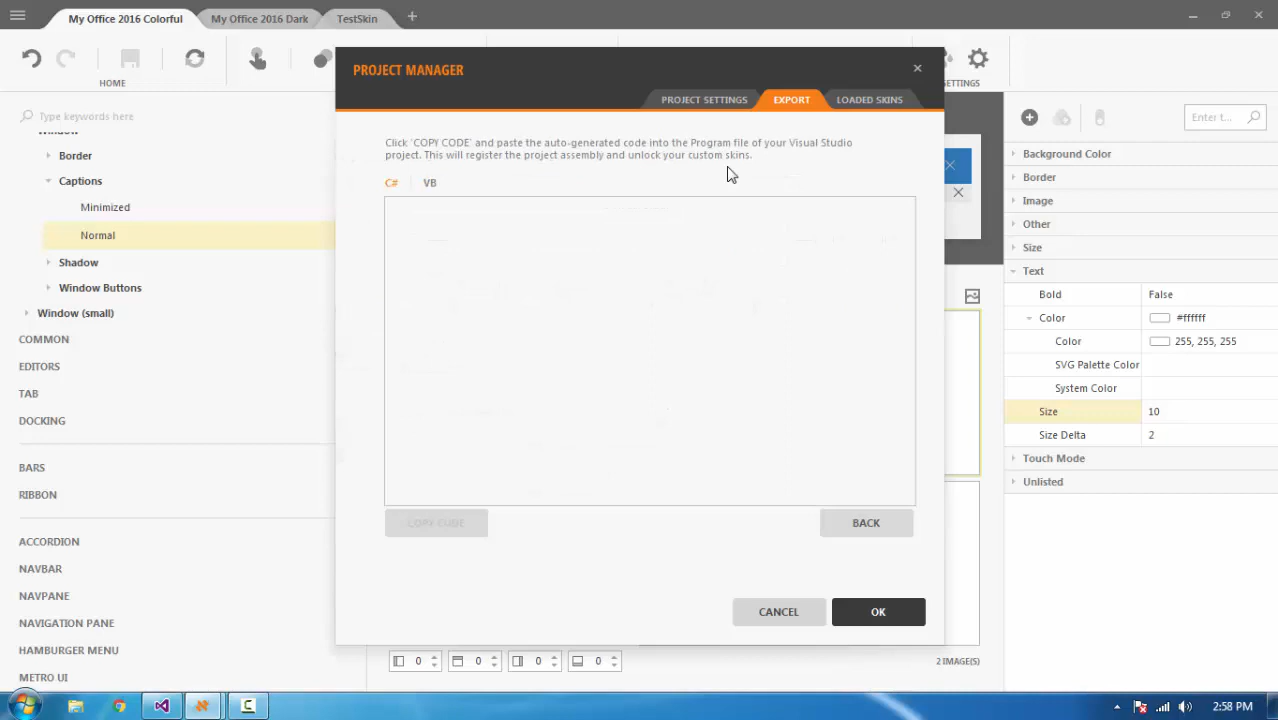 My Office 2016 Colorful
My Office 2016 Dark
TestSkin
HOME
SETTINGS
Type keywords here
Border
Captions
Minimized
Normal
Shadow
Window Buttons
Window (small)
COMMON
EDITORS
TAB
DOCKING
BARS
RIBBON
ACCORDION
NAVBAR
NAVPANE
NAVIGATION PANE
HAMBURGER MENU
METRO UI
PROJECT MANAGER
PROJECT SETTINGS
EXPORT
LOADED SKINS
Click 'COPY CODE' and paste the auto-generated code into the Program file of your Visual Studio
project. This will register the project assembly and unlock your custom skins.
C#
VB
COPY CODE
BACK
CANCEL
OK
0
0
0
0
2 IMAGE(S)
Enter t...
Background Color
Border
Image
Other
Size
Text
Bold False
Color #ffffff
Color 255, 255, 255
SVG Palette Color
System Color
Size 10
Size Delta 2
Touch Mode
Unlisted
2:58 PM